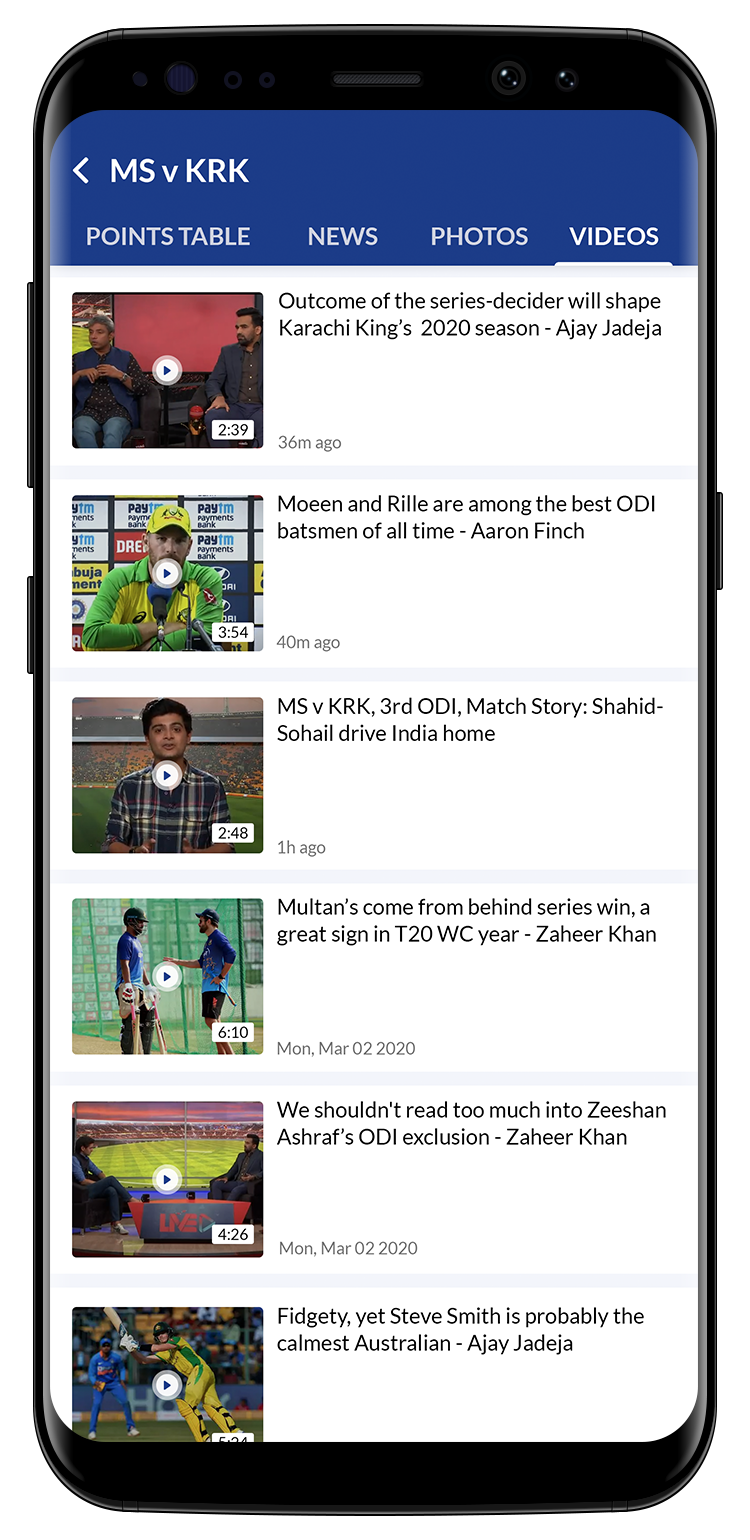 MS v KRK
POINTS TABLE NEWS PHOTOS VIDEOS
Outcome of the series-decider will shape
Karachi King’s  2020 season - Ajay Jadeja
2:39
36m ago
Moeen and Rille are among the best ODI
batsmen of all time - Aaron Finch
paytm
payments
Bank
paytm
payments
Bank
3:54
40m ago
MS v KRK, 3rd ODI, Match Story: Shahid-
Sohail drive India home
2:48
1h ago
Multan’s come from behind series win, a
great sign in T20 WC year - Zaheer Khan
6:10
Mon, Mar 02 2020
We shouldn't read too much into Zeeshan
Ashraf’s ODI exclusion - Zaheer Khan
LIVE
4:26
Mon, Mar 02 2020
Fidgety, yet Steve Smith is probably the
calmest Australian - Ajay Jadeja